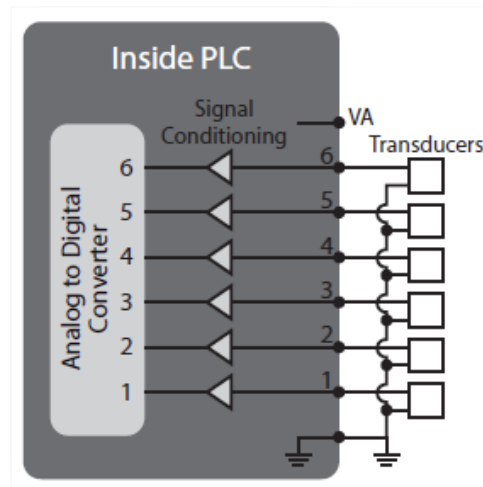 Inside PLC
Signal
Conditioning
VA
Transducers
Analog to Digital
Converter
6
6
5
5
4
4
3
3
2
2
1
1